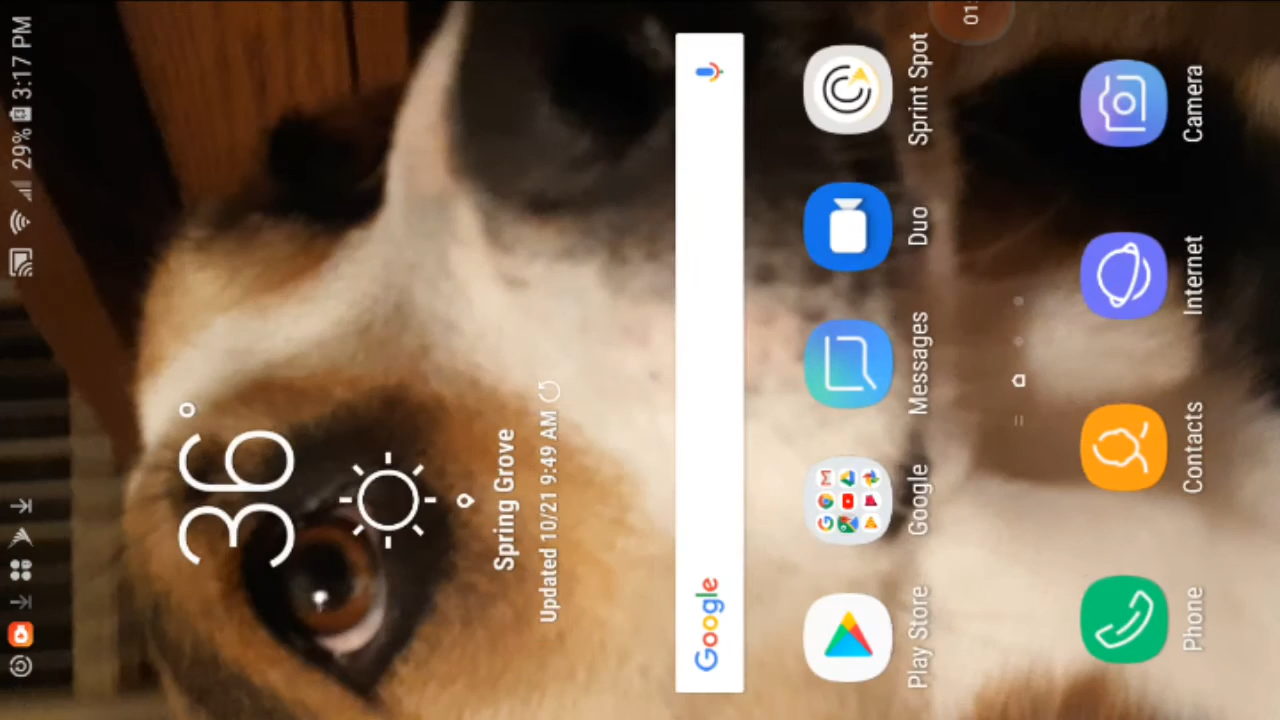 29% 3:17 PM
01:
36°
Spring Grove
Updated 10/21 9:49 AM
Google
Play Store
Google
Messages
Duo
Sprint Spot
Phone
Contacts
Internet
Camera